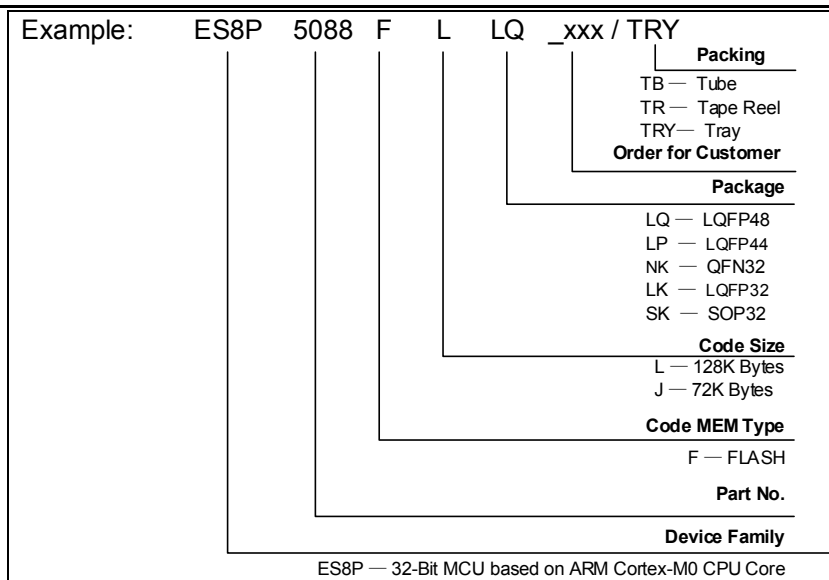 Example: ES8P 5088 F L LQ _xxx / TRY
Packing
TB — Tube
TR — Tape Reel
TRY— Tray
Order for Customer
Package
LQ — LQFP48
LP — LQFP44
NK — QFN32
LK — LQFP32
SK — SOP32
Code Size
L — 128K Bytes
J — 72K Bytes
Code MEM Type
F — FLASH
Part No.
Device Family
ES8P — 32-Bit MCU based on ARM Cortex-M0 CPU Core